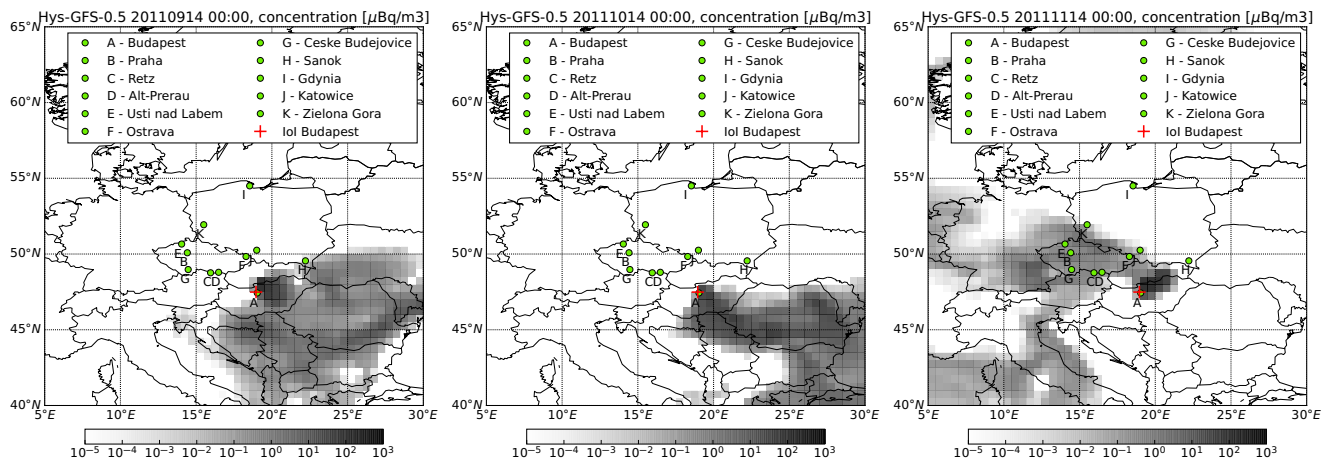 Hys-GFS-0.5 20110914 00:00, concentration [μBq/m3]
65°N
60°N
55°N
50°N
45°N
40°N
5°E 10°E 15°E 20°E 25°E 30°E
A - Budapest
B - Praha
C - Retz
D - Alt-Prerau
E - Usti nad Labem
F - Ostrava
G - Ceske Budejovice
H - Sanok
I - Gdynia
J - Katowice
K - Zielona Gora
IoI Budapest
I
K
E
B
G
CD
F
H
A
10⁻⁵ 10⁻⁴ 10⁻³ 10⁻² 10⁻¹ 10⁰ 10¹ 10² 10³
Hys-GFS-0.5 20111014 00:00, concentration [μBq/m3]
65°N
60°N
55°N
50°N
45°N
40°N
5°E 10°E 15°E 20°E 25°E 30°E
A - Budapest
B - Praha
C - Retz
D - Alt-Prerau
E - Usti nad Labem
F - Ostrava
G - Ceske Budejovice
H - Sanok
I - Gdynia
J - Katowice
K - Zielona Gora
IoI Budapest
I
K
E
B
G
CD
F
H
A
10⁻⁵ 10⁻⁴ 10⁻³ 10⁻² 10⁻¹ 10⁰ 10¹ 10² 10³
Hys-GFS-0.5 20111114 00:00, concentration [μBq/m3]
65°N
60°N
55°N
50°N
45°N
40°N
5°E 10°E 15°E 20°E 25°E 30°E
A - Budapest
B - Praha
C - Retz
D - Alt-Prerau
E - Usti nad Labem
F - Ostrava
G - Ceske Budejovice
H - Sanok
I - Gdynia
J - Katowice
K - Zielona Gora
IoI Budapest
I
K
E
B
G
CD
F
H
A
10⁻⁵ 10⁻⁴ 10⁻³ 10⁻² 10⁻¹ 10⁰ 10¹ 10² 10³